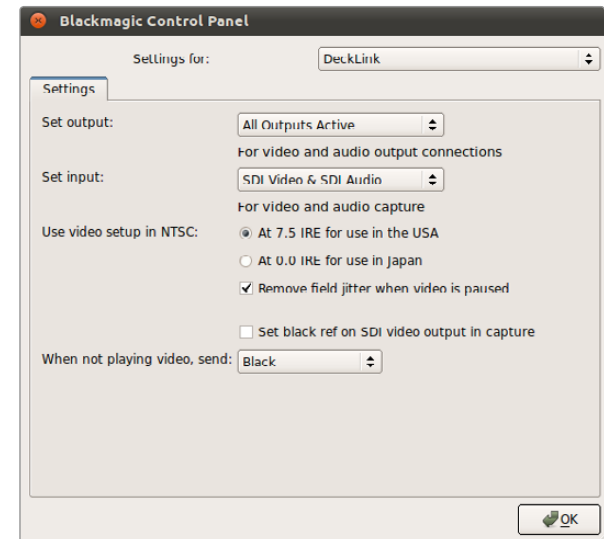 Blackmagic Control Panel
Settings for: DeckLink
Settings
Set output: All Outputs Active
For video and audio output connections
Set input: SDI Video & SDI Audio
For video and audio capture
Use video setup in NTSC: At 7.5 IRE for use in the USA
At 0.0 IRE for use in Japan
Remove field jitter when video is paused
Set black ref on SDI video output in capture
When not playing video, send: Black
OK